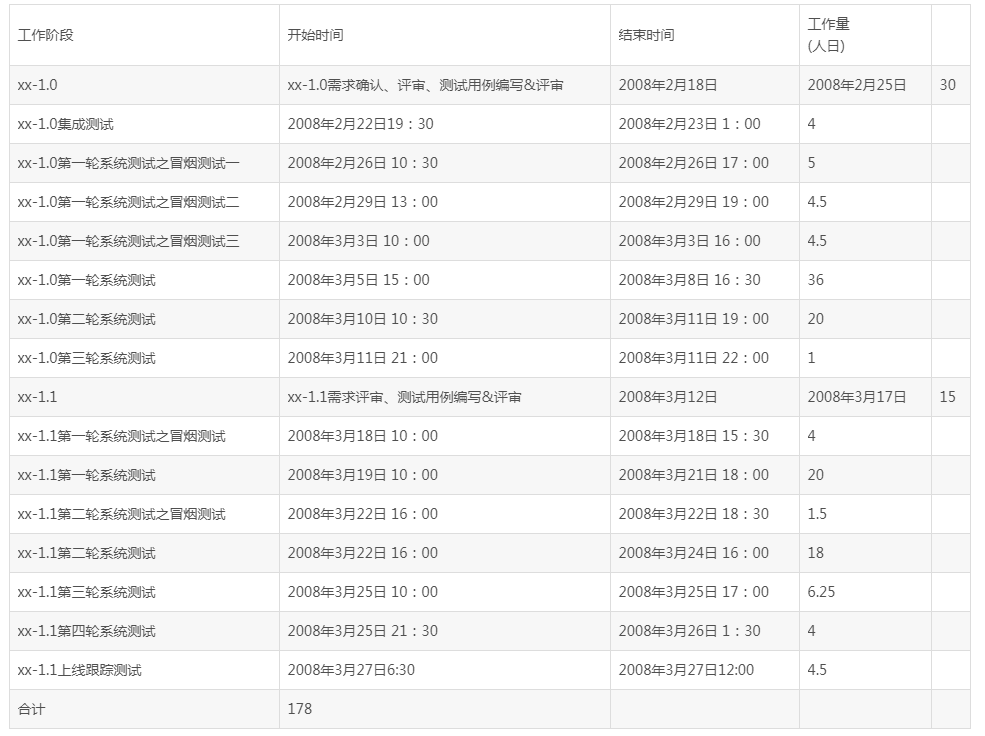 工作阶段 开始时间 结束时间 工作量
(人日)
xx-1.0 xx-1.0需求确认、评审、测试用例编写&评审 2008年2月18日 2008年2月25日 30
xx-1.0集成测试 2008年2月22日19：30 2008年2月23日 1：00 4
xx-1.0第一轮系统测试之冒烟测试一 2008年2月26日 10：30 2008年2月26日 17：00 5
xx-1.0第一轮系统测试之冒烟测试二 2008年2月29日 13：00 2008年2月29日 19：00 4.5
xx-1.0第一轮系统测试之冒烟测试三 2008年3月3日 10：00 2008年3月3日 16：00 4.5
xx-1.0第一轮系统测试 2008年3月5日 15：00 2008年3月8日 16：30 36
xx-1.0第二轮系统测试 2008年3月10日 10：30 2008年3月11日 19：00 20
xx-1.0第三轮系统测试 2008年3月11日 21：00 2008年3月11日 22：00 1
xx-1.1 xx-1.1需求评审、测试用例编写&评审 2008年3月12日 2008年3月17日 15
xx-1.1第一轮系统测试之冒烟测试 2008年3月18日 10：00 2008年3月18日 15：30 4
xx-1.1第一轮系统测试 2008年3月19日 10：00 2008年3月21日 18：00 20
xx-1.1第二轮系统测试之冒烟测试 2008年3月22日 16：00 2008年3月22日 18：30 1.5
xx-1.1第二轮系统测试 2008年3月22日 16：00 2008年3月24日 16：00 18
xx-1.1第三轮系统测试 2008年3月25日 10：00 2008年3月25日 17：00 6.25
xx-1.1第四轮系统测试 2008年3月25日 21：30 2008年3月26日 1：30 4
xx-1.1上线跟踪测试 2008年3月27日6:30 2008年3月27日12:00 4.5
合计 178